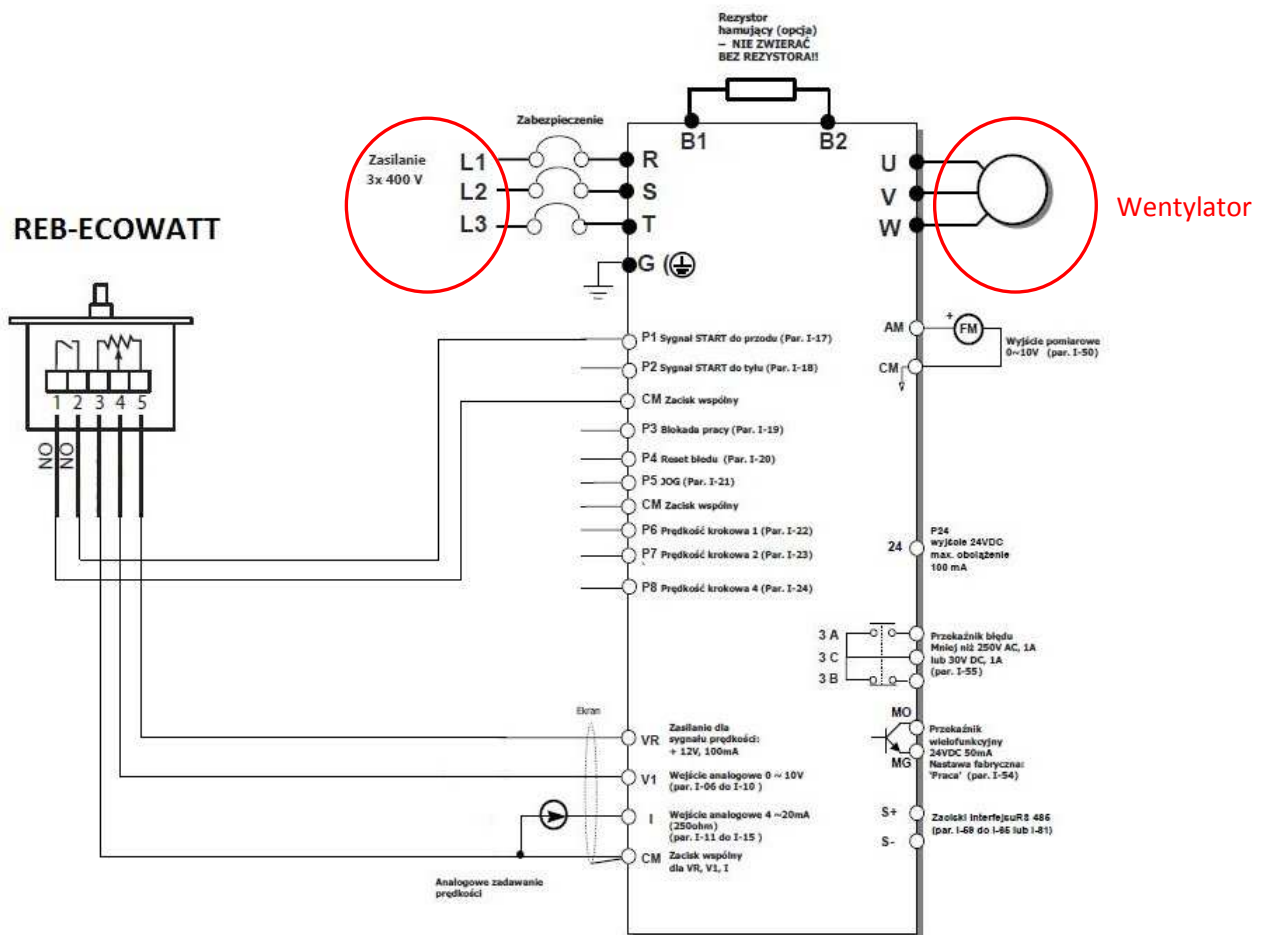 Rezystor
hamujący (opcja)
– NIE ZWIERAĆ
BEZ REZYSTORA!!
B1
B2
Zabezpieczenie
Zasilanie
3x 400 V
L1
L2
L3
R
S
T
G (
U
V
W
Wentylator
REB-ECOWATT
1 2 3 4 5
NO
NO
P1 Sygnał START do przodu (Par. I-17)
P2 Sygnał START do tyłu (Par. I-18)
CM Zacisk wspólny
P3 Blokada pracy (Par. I-19)
P4 Reset błedu (Par. I-20)
P5 JOG (Par. I-21)
CM Zacisk wspólny
P6 Prędkość krokowa 1 (Par. I-22)
P7 Prędkość krokowa 2 (Par. I-23)
P8 Prędkość krokowa 4 (Par. I-24)
AM
+
FM
CM
Wyjście pomiarowe
0~10V (par. I-50)
24
P24
wyjście 24VDC
max. obciążenie
100 mA
3 A
3 C
3 B
Przekaźnik błędu
Mniej niż 250V AC, 1A
lub 30V DC, 1A
(par. I-55)
MO
MG
Przekaźnik
wielofunkcyjny
24VDC 50mA
Nastawa fabryczna:
'Praca' (par. I-54)
S+
S-
Zaciski InterfejsuRS 485
(par. I-59 do I-65 lub I-81)
Ekran
VR
Zasilanie dla
sygnału prędkości:
+ 12V, 100mA
V1
Wejście analogowe 0 ~ 10V
(par. I-06 do I-10 )
I
Wejście analogowe 4 ~20mA
(250ohm)
(par. I-11 do I-15 )
CM
Zacisk wspólny
dla VR, V1, I
Analogowe zadawanie
prędkości